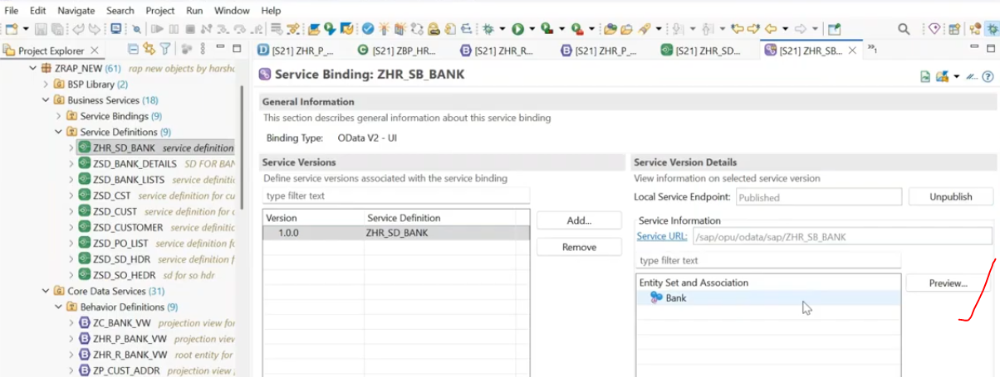 File Edit Navigate Search Project Run Window Help
Project Explorer
ZRAP_NEW (61) rap new objects by harsho
BSP Library (2)
Business Services (18)
Service Bindings (9)
Service Definitions (9)
ZHR_SD_BANK service definition
ZSD_BANK_DETAILS SD FOR BAN
ZSD_BANK_LISTS service definitic
ZSD_CST service definition for cu
ZSD_CUST service definition for c
ZSD_CUSTOMER service definitic
ZSD_PO_LIST service definition f
ZSD_SD_HDR service definition f
ZSD_SO_HEDR sd for so hdr
Core Data Services (31)
Behavior Definitions (9)
ZC_BANK_VW projection view for
ZHR_P_BANK_VW projection view
ZHR_R_BANK_VW root entity for
ZP_CUST_ADDR projection view f
[S21] ZHR_P_... [S21] ZBP_HR... [S21] ZHR_R... [S21] ZHR_P_... [S21] ZHR_SD... [S21] ZHR_SB... »1
Service Binding: ZHR_SB_BANK
General Information
This section describes general information about this service binding
Binding Type: OData V2 - UI
Service Versions
Define service versions associated with the service binding
type filter text
Version Service Definition
1.0.0 ZHR_SD_BANK
Add...
Remove
Service Version Details
View information on selected service version
Local Service Endpoint: Published Unpublish
Service Information
Service URL: /sap/opu/odata/sap/ZHR_SB_BANK
type filter text
Entity Set and Association
Bank
Preview...